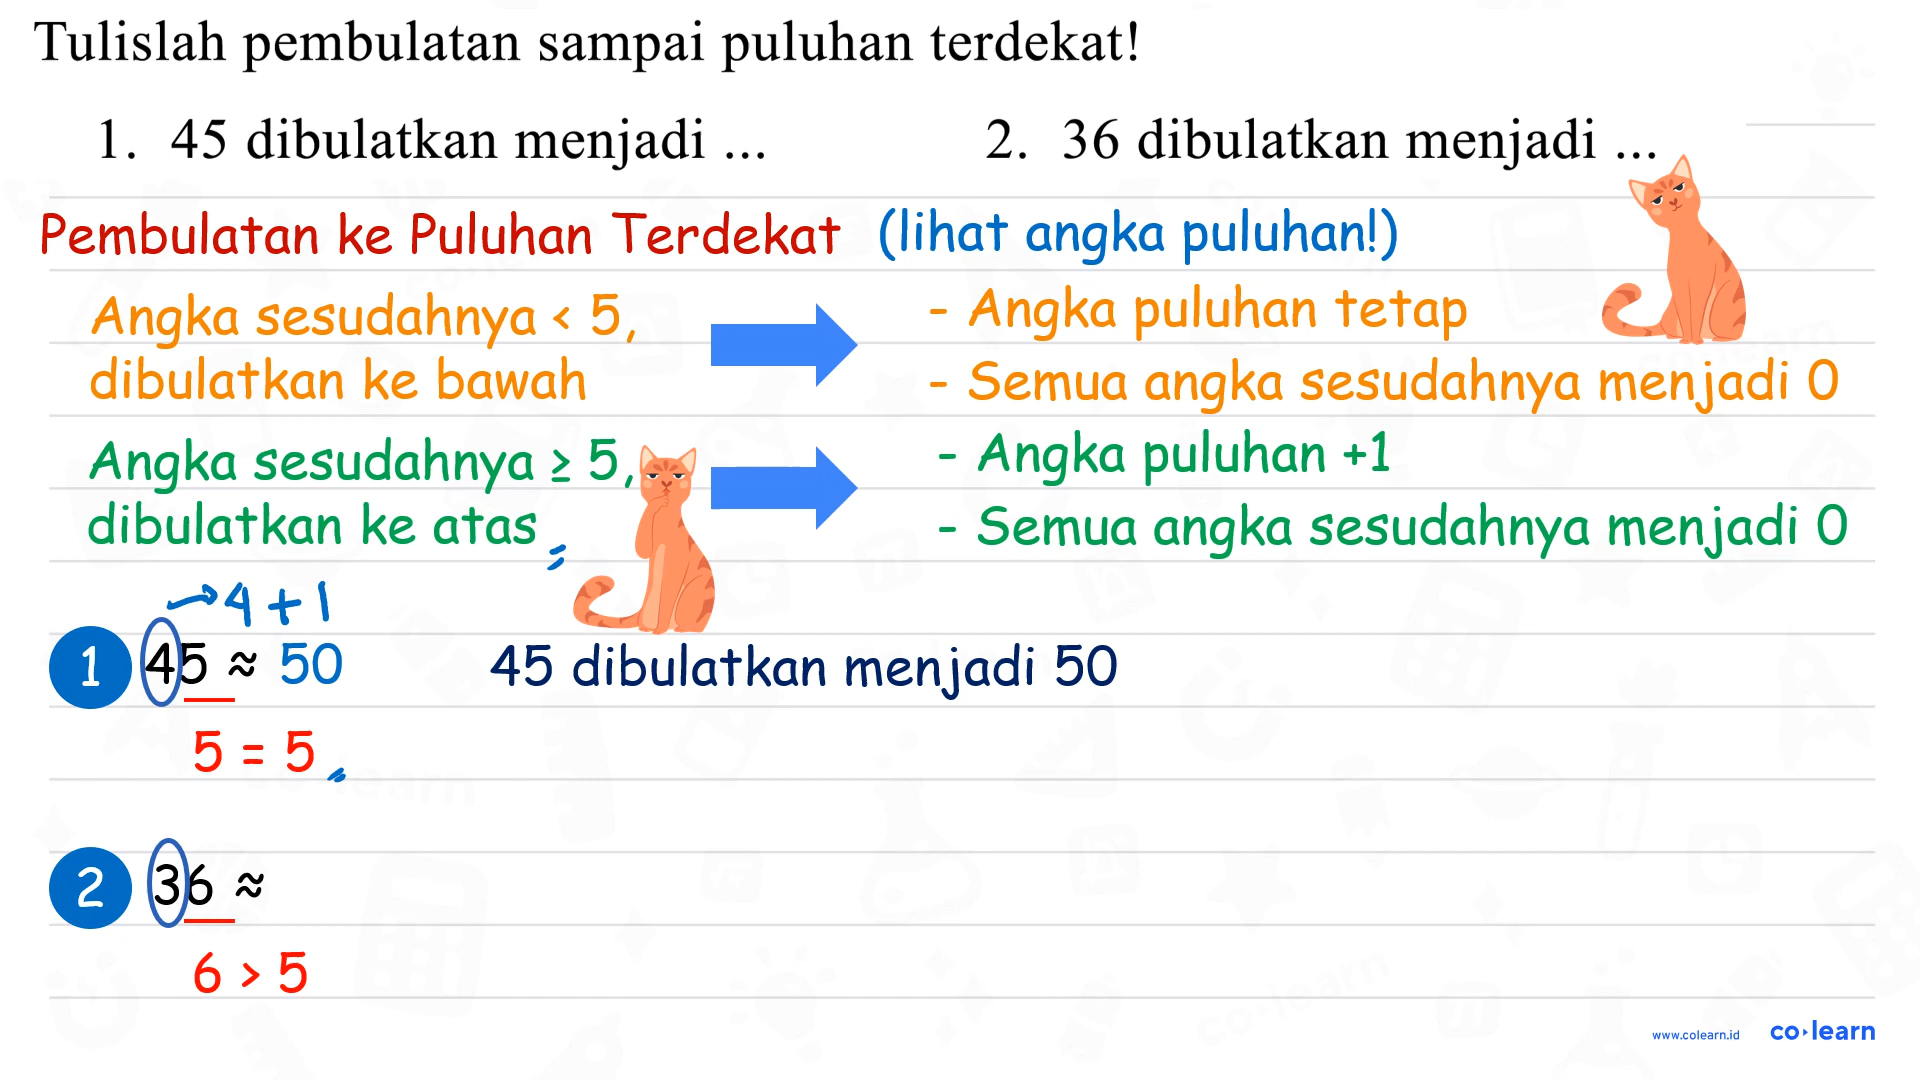 Tulislah pembulatan sampai puluhan terdekat!
1. 45 dibulatkan menjadi ... 2. 36 dibulatkan menjadi ...
Pembulatan ke Puluhan Terdekat (lihat angka puluhan!)
Angka sesudahnya < 5,
dibulatkan ke bawah
- Angka puluhan tetap
- Semua angka sesudahnya menjadi 0
Angka sesudahnya ≥ 5,
dibulatkan ke atas
- Angka puluhan +1
- Semua angka sesudahnya menjadi 0
→ 4 + 1
1 45 ≈ 50 45 dibulatkan menjadi 50
5 = 5
2 36 ≈
6 > 5
www.colearn.id co·learn